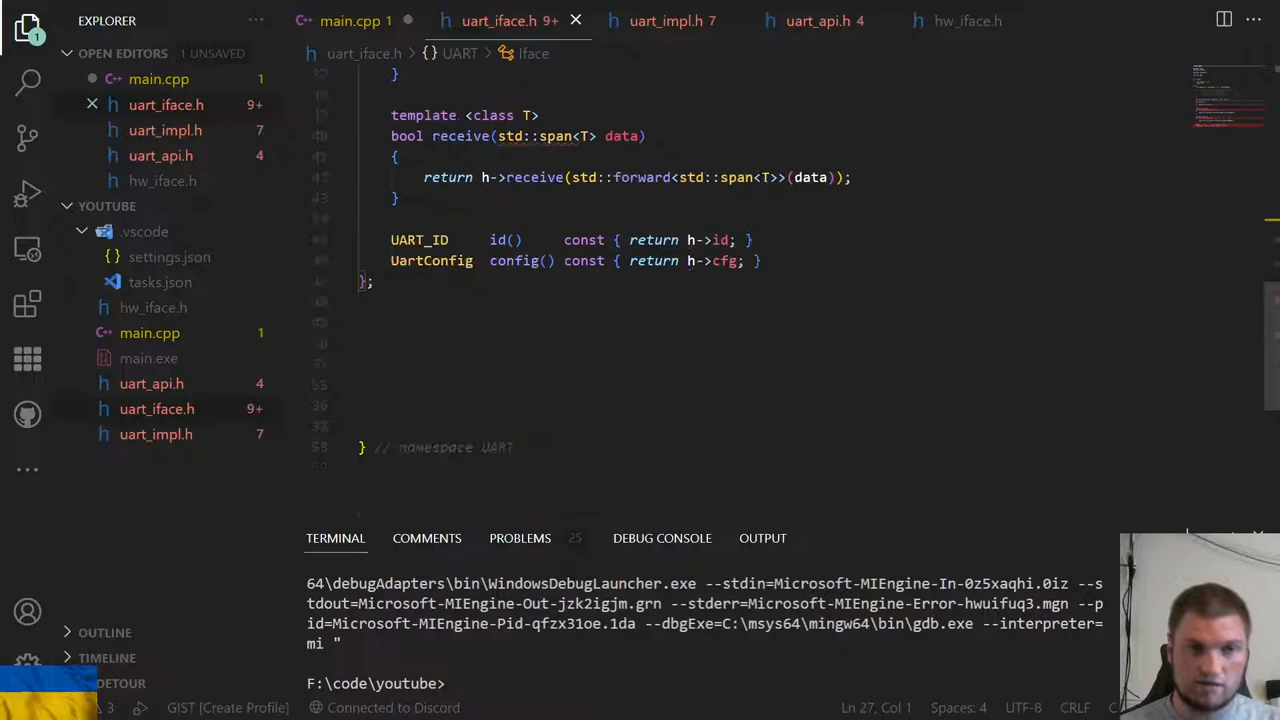 EXPLORER
main.cpp 1
uart_iface.h 9+
uart_impl.h 7
uart_api.h 4
hw_iface.h
OPEN EDITORS 1 UNSAVED
uart_iface.h > {} UART > Iface
main.cpp 1
uart_iface.h 9+
uart_impl.h 7
uart_api.h 4
hw_iface.h
YOUTUBE
.vscode
{} settings.json
tasks.json
hw_iface.h
main.cpp 1
main.exe
uart_api.h 4
uart_iface.h 9+
uart_impl.h 7
}
template <class T>
bool receive(std::span<T> data)
{
return h->receive(std::forward<std::span<T>>(data));
}
UART_ID id() const { return h->id; }
UartConfig config() const { return h->cfg; }
};
} // namespace UART
TERMINAL COMMENTS PROBLEMS 25 DEBUG CONSOLE OUTPUT
64\debugAdapters\bin\WindowsDebugLauncher.exe --stdin=Microsoft-MIEngine-In-0z5xaqhi.0iz --s
tdout=Microsoft-MIEngine-Out-jzk2igjm.grn --stderr=Microsoft-MIEngine-Error-hwuifuq3.mgn --p
id=Microsoft-MIEngine-Pid-qfzx31oe.1da --dbgExe=C:\msys64\mingw64\bin\gdb.exe --interpreter=
mi "
F:\code\youtube>
OUTLINE
TIMELINE
DETOUR
3 GIST [Create Profile] Connected to Discord Ln 27, Col 1 Spaces: 4 UTF-8 CRLF